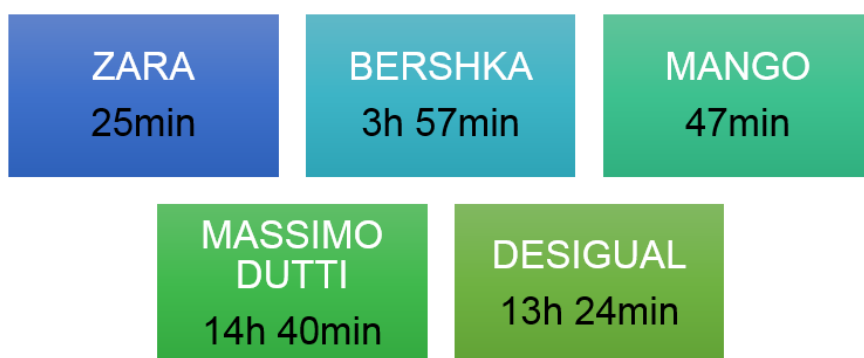 ZARA
25min
BERSHKA
3h 57min
MANGO
47min
MASSIMO
DUTTI
14h 40min
DESIGUAL
13h 24min